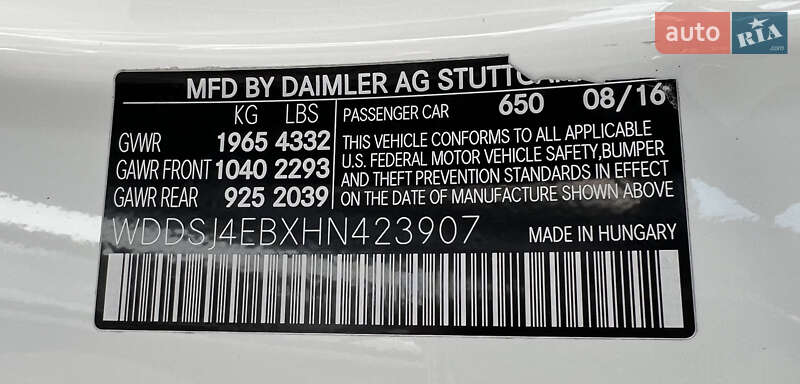 auto RIA
MFD BY DAIMLER AG
KG LBS
PASSENGER CAR 650 08/16
GVWR 1965 4332
GAWR FRONT 1040 2293
GAWR REAR 925 2039
THIS VEHICLE CONFORMS TO ALL APPLICABLE
U.S. FEDERAL MOTOR VEHICLE SAFETY,BUMPER
AND THEFT PREVENTION STANDARDS IN EFFECT
ON THE DATE OF MANUFACTURE SHOWN ABOVE
WDDSJ4EBXHN423907
MADE IN HUNGARY